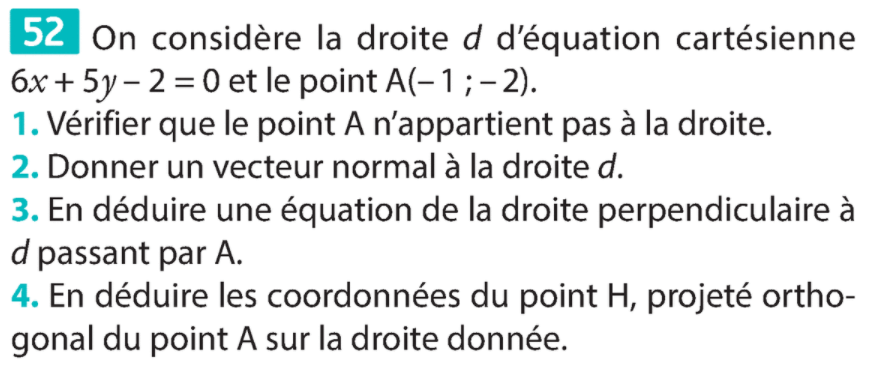 52 On considère la droite d d'équation cartésienne
6x + 5y – 2 = 0 et le point A(– 1 ; – 2).
1. Vérifier que le point A n'appartient pas à la droite.
2. Donner un vecteur normal à la droite d.
3. En déduire une équation de la droite perpendiculaire à
d passant par A.
4. En déduire les coordonnées du point H, projeté ortho-
gonal du point A sur la droite donnée.